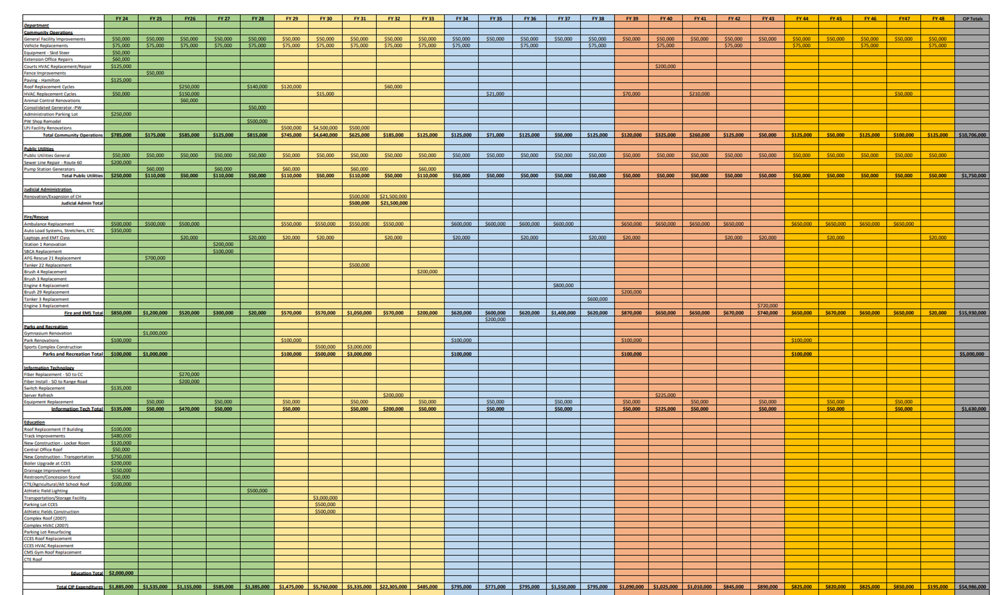 FY 24 FY 25 FY26 FY 27 FY 28 FY 29 FY 30 FY 31 FY 32 FY 33 FY 34 FY 35 FY 36 FY 37 FY 38 FY 39 FY 40 FY 41 FY 42 FY 43 FY 44 FY 45 FY 46 FY47 FY 48 CIP Totals
Department
Community Operations
General Facility Improvements $50,000 $50,000 $50,000 $50,000 $50,000 $50,000 $50,000 $50,000 $50,000 $50,000 $50,000 $50,000 $50,000 $50,000 $50,000 $50,000 $50,000 $50,000 $50,000 $50,000 $50,000 $50,000 $50,000 $50,000 $50,000
Vehicle Replacements $75,000 $75,000 $75,000 $75,000 $75,000 $75,000 $75,000 $75,000 $75,000 $75,000 $75,000 $75,000 $75,000 $75,000 $75,000 $75,000 $75,000 $75,000
Equipment - Skid Steer $50,000
Extension Office Repairs $60,000
Courts HVAC Replacement/Repair $125,000 $200,000
Fence Improvements $50,000
Paving - Hamilton $125,000
Roof Replacement Cycles $250,000 $140,000 $120,000 $60,000
HVAC Replacement Cycles $50,000 $150,000 $15,000 $21,000 $70,000 $210,000 $50,000
Animal Control Renovations $60,000
Consolidated Generator -PW $50,000
Administration Parking Lot $250,000
PW Shop Remodel $500,000
LPJ Facility Renovations $500,000 $4,500,000 $500,000
Total Community Operations $785,000 $175,000 $585,000 $125,000 $815,000 $745,000 $4,640,000 $625,000 $185,000 $125,000 $125,000 $71,000 $125,000 $50,000 $125,000 $120,000 $325,000 $260,000 $125,000 $50,000 $125,000 $50,000 $125,000 $100,000 $125,000 $10,706,000
Public Utilities
Public Utilities General $50,000 $50,000 $50,000 $50,000 $50,000 $50,000 $50,000 $50,000 $50,000 $50,000 $50,000 $50,000 $50,000 $50,000 $50,000 $50,000 $50,000 $50,000 $50,000 $50,000 $50,000 $50,000 $50,000 $50,000 $50,000
Sewer Line Repair - Route 60 $200,000
Pump Station Generators $60,000 $60,000 $60,000 $60,000 $60,000
Total Public Utilities $250,000 $110,000 $50,000 $110,000 $50,000 $110,000 $50,000 $110,000 $50,000 $110,000 $50,000 $50,000 $50,000 $50,000 $50,000 $50,000 $50,000 $50,000 $50,000 $50,000 $50,000 $50,000 $50,000 $50,000 $50,000 $1,750,000
Judicial Administration
Renovation/Exapnsion of CH $500,000 $21,500,000
Judicial Admin Total $500,000 $21,500,000
Fire/Rescue
Ambulance Replacement $500,000 $500,000 $500,000 $550,000 $550,000 $550,000 $550,000 $600,000 $600,000 $600,000 $600,000 $650,000 $650,000 $650,000 $650,000 $650,000 $650,000 $650,000 $650,000
Auto Load Systems, Stretchers, ETC $350,000
Laptops and EMT Class $20,000 $20,000 $20,000 $20,000 $20,000 $20,000 $20,000 $20,000 $20,000 $20,000 $20,000 $20,000 $20,000
Station 1 Renovation $200,000
SBCA Replacement $100,000
AFG Rescue 21 Replacement $700,000
Tanker 22 Replacement $500,000
Brush 4 Replacement $200,000
Brush 3 Replacement
Engine 4 Replacement $800,000
Brush 29 Replacement $200,000
Tanker 3 Replacement $600,000
Engine 3 Replacement $720,000
Fire and EMS Total $850,000 $1,200,000 $520,000 $300,000 $20,000 $570,000 $570,000 $1,050,000 $570,000 $200,000 $620,000 $600,000 $620,000 $1,400,000 $620,000 $870,000 $650,000 $650,000 $670,000 $740,000 $650,000 $670,000 $650,000 $650,000 $20,000 $15,930,000
$200,000
Parks and Recreation
Gymnasium Renovation $1,000,000
Park Renovations $100,000 $100,000 $100,000 $100,000 $100,000
Sports Complex Construction $500,000 $3,000,000
Parks and Recreation Total $100,000 $1,000,000 $100,000 $500,000 $3,000,000 $100,000 $100,000 $100,000 $5,000,000
Information Technology
Fiber Replacement - SO to CC $270,000
Fiber Install - SO to Range Road $200,000
Switch Replacement $135,000
Server Refresh $200,000 $225,000
Equipment Replacement $50,000 $50,000 $50,000 $50,000 $50,000 $50,000 $50,000 $50,000 $50,000 $50,000 $50,000 $50,000
Information Tech Total $135,000 $50,000 $470,000 $50,000 $50,000 $50,000 $200,000 $50,000 $50,000 $50,000 $50,000 $225,000 $50,000 $50,000 $50,000 $50,000 $1,630,000
Education
Roof Replacement IT Building $100,000
Track Improvements $480,000
New Construction - Locker Room $120,000
Central Office Roof $50,000
New Construction - Transportation $750,000
Boiler Upgrade at CCES $200,000
Drainage Improvement $150,000
Restroom/Concession Stand $50,000
CTE/Agricultural/Alt School Roof $100,000
Athletic Field Lighting $500,000
Transportation/Storage Facility $3,000,000
Parking Lot CCES $500,000
Athletic Fields Construction $500,000
Complex Roof (2007)
Complex HVAC (2007)
Parking Lot Resurfacing
CCES Roof Replacement
CCES HVAC Replacement
CMS Gym Roof Replacement
CTE Roof
Education Total $2,000,000
Total CIP Expenditures $1,885,000 $1,535,000 $1,155,000 $585,000 $1,385,000 $1,475,000 $5,760,000 $5,335,000 $22,305,000 $485,000 $795,000 $771,000 $795,000 $1,550,000 $795,000 $1,090,000 $1,025,000 $1,010,000 $845,000 $890,000 $825,000 $820,000 $825,000 $850,000 $195,000 $54,986,000